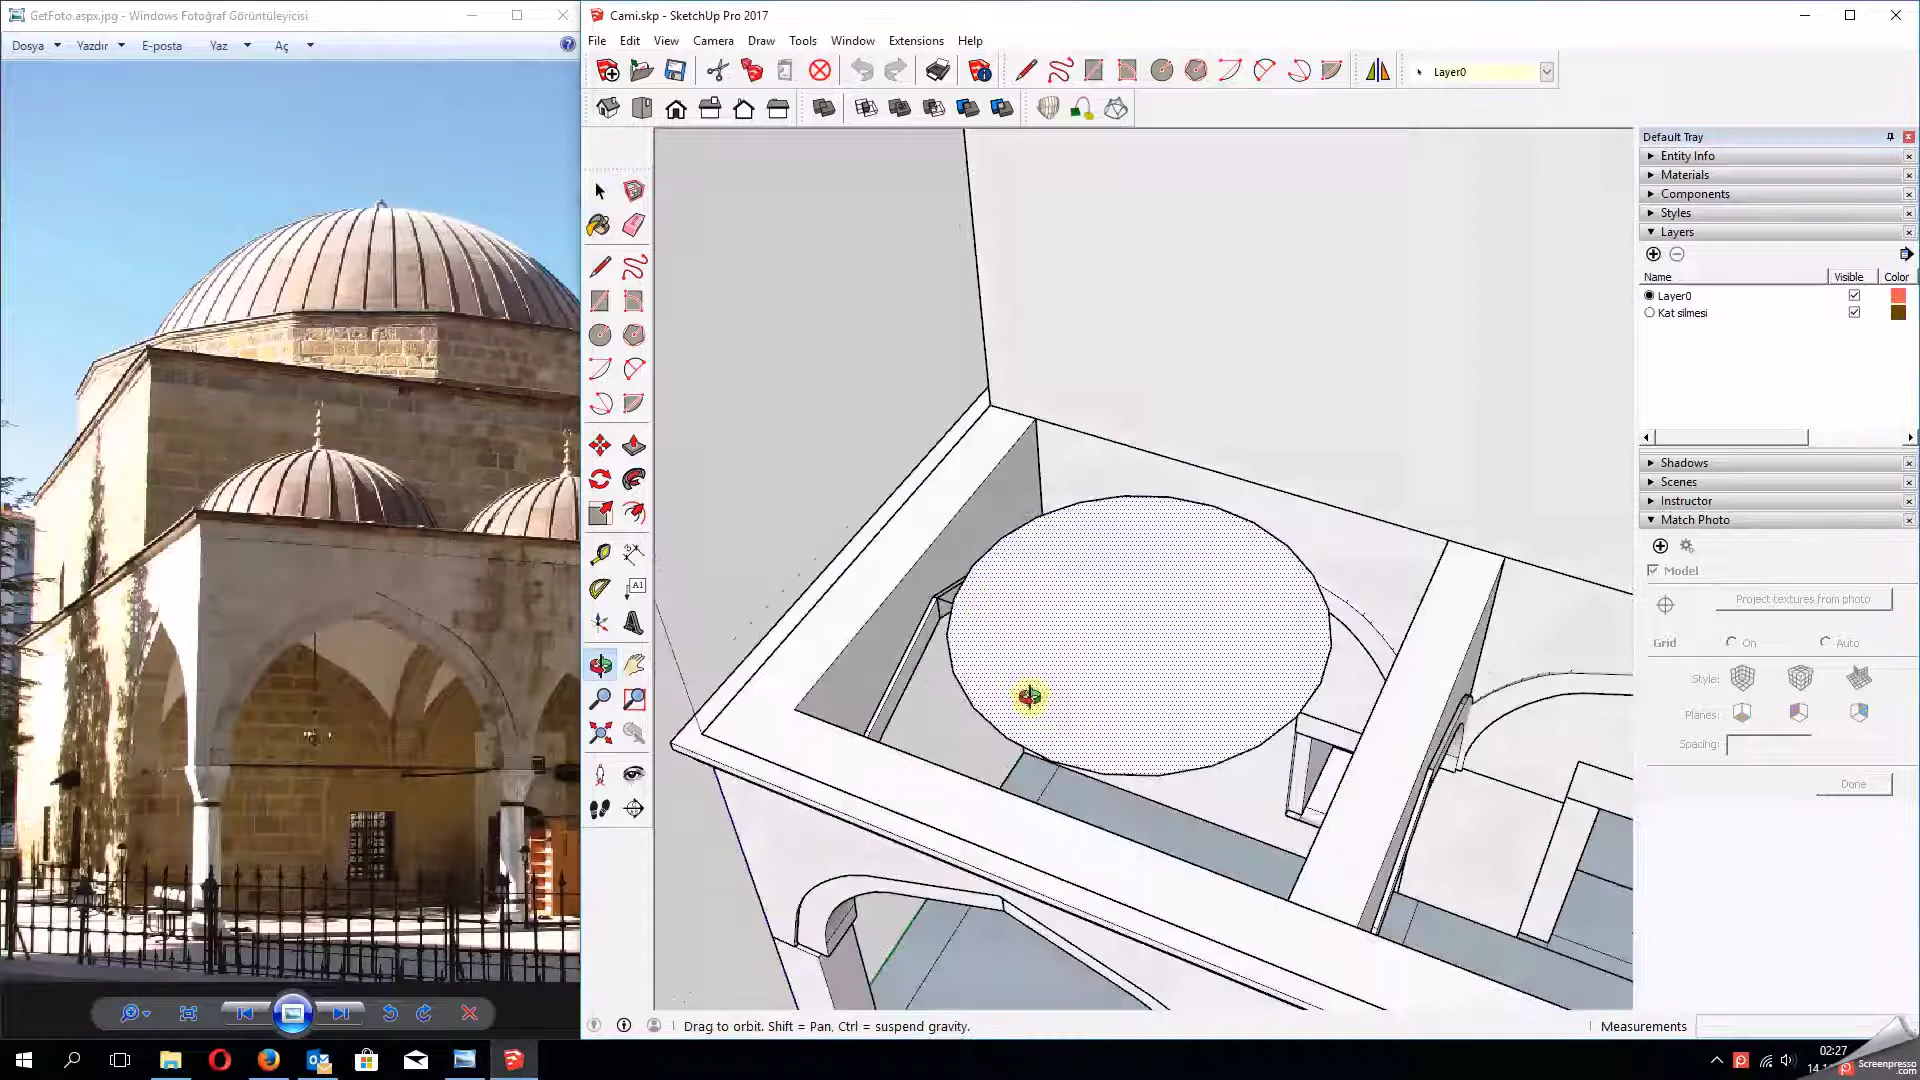 GetFoto.aspx.jpg - Windows Fotoğraf Görüntüleyicisi
Dosya Yazdır E-posta Yaz Aç
Cami.skp - SketchUp Pro 2017
File Edit View Camera Draw Tools Window Extensions Help
Layer0
A1
Default Tray
Entity Info
Materials
Components
Styles
Layers
Name Visible Color
Layer0
Kat silmesi
Shadows
Scenes
Instructor
Match Photo
Model
Project textures from photo
Grid On Auto
Style:
Planes:
Spacing:
Done
Drag to orbit. Shift = Pan, Ctrl = suspend gravity.
Measurements
02:27
Screenpresso
.com